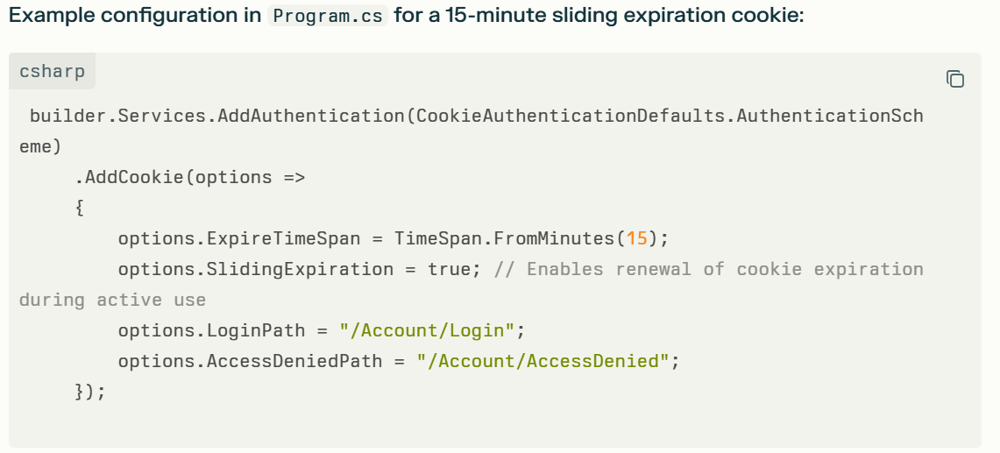 Example configuration in Program.cs for a 15-minute sliding expiration cookie:
csharp
builder.Services.AddAuthentication(CookieAuthenticationDefaults.AuthenticationSch
eme)
.AddCookie(options =>
{
options.ExpireTimeSpan = TimeSpan.FromMinutes(15);
options.SlidingExpiration = true; // Enables renewal of cookie expiration
during active use
options.LoginPath = "/Account/Login";
options.AccessDeniedPath = "/Account/AccessDenied";
});